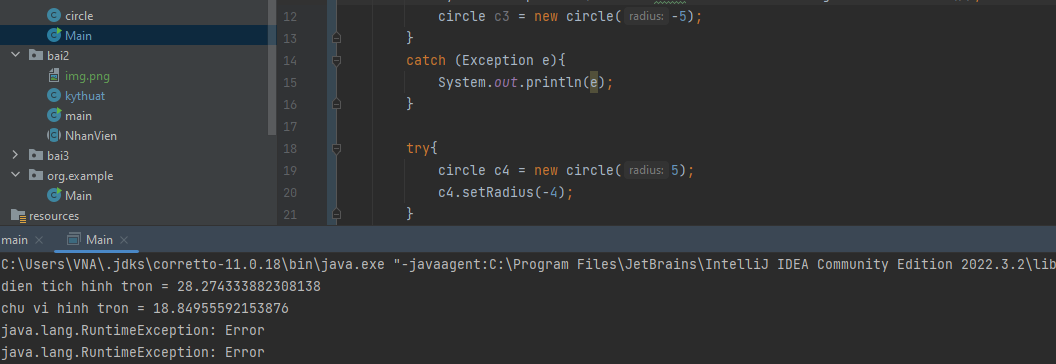 circle
Main
bai2
img.png
kythuat
main
NhanVien
bai3
org.example
Main
resources
12 circle c3 = new circle( radius: -5);
13 }
14 catch (Exception e){
15 System.out.println(e);
16 }
17
18 try{
19 circle c4 = new circle( radius: 5);
20 c4.setRadius(-4);
21 }
main × Main ×
C:\Users\VNA\.jdks\corretto-11.0.18\bin\java.exe "-javaagent:C:\Program Files\JetBrains\IntelliJ IDEA Community Edition 2022.3.2\lib
dien tich hinh tron = 28.274333882308138
chu vi hinh tron = 18.84955592153876
java.lang.RuntimeException: Error
java.lang.RuntimeException: Error